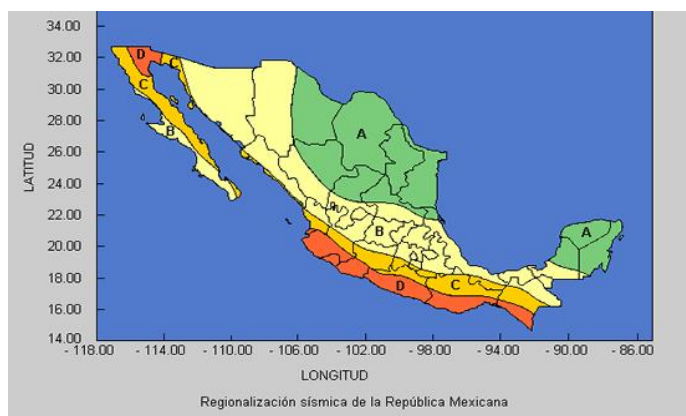 34.00
32.00
30.00
28.00
26.00
24.00
22.00
20.00
18.00
16.00
14.00
LATITUD
D
C
C
B
A
A
B
C
D
- 118.00 - 114.00 - 110.00 - 106.00 - 102.00 - 98.00 - 94.00 - 90.00 - 86.00
LONGITUD
Regionalización sísmica de la República Mexicana